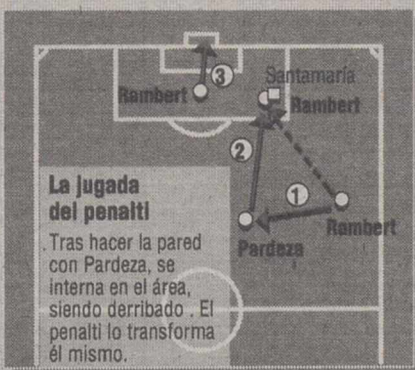 3
Santamaría
Rambert
Rambert
2
La jugada
del penalti
1
Tras hacer la pared
con Pardeza, se
interna en el área,
siendo derribado . El
penalti lo transforma
él mismo.
Rambert
Pardeza